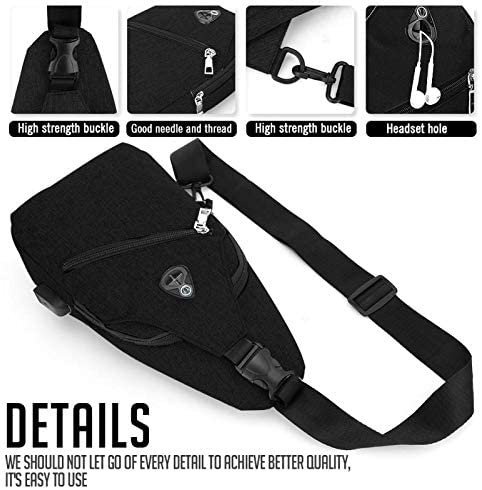 High strength buckle
Good needle and thread
High strength buckle
Headset hole
DETAILS
WE SHOULD NOT LET GO OF EVERY DETAIL TO ACHIEVE BETTER QUALITY,
IT'S EASY TO USE